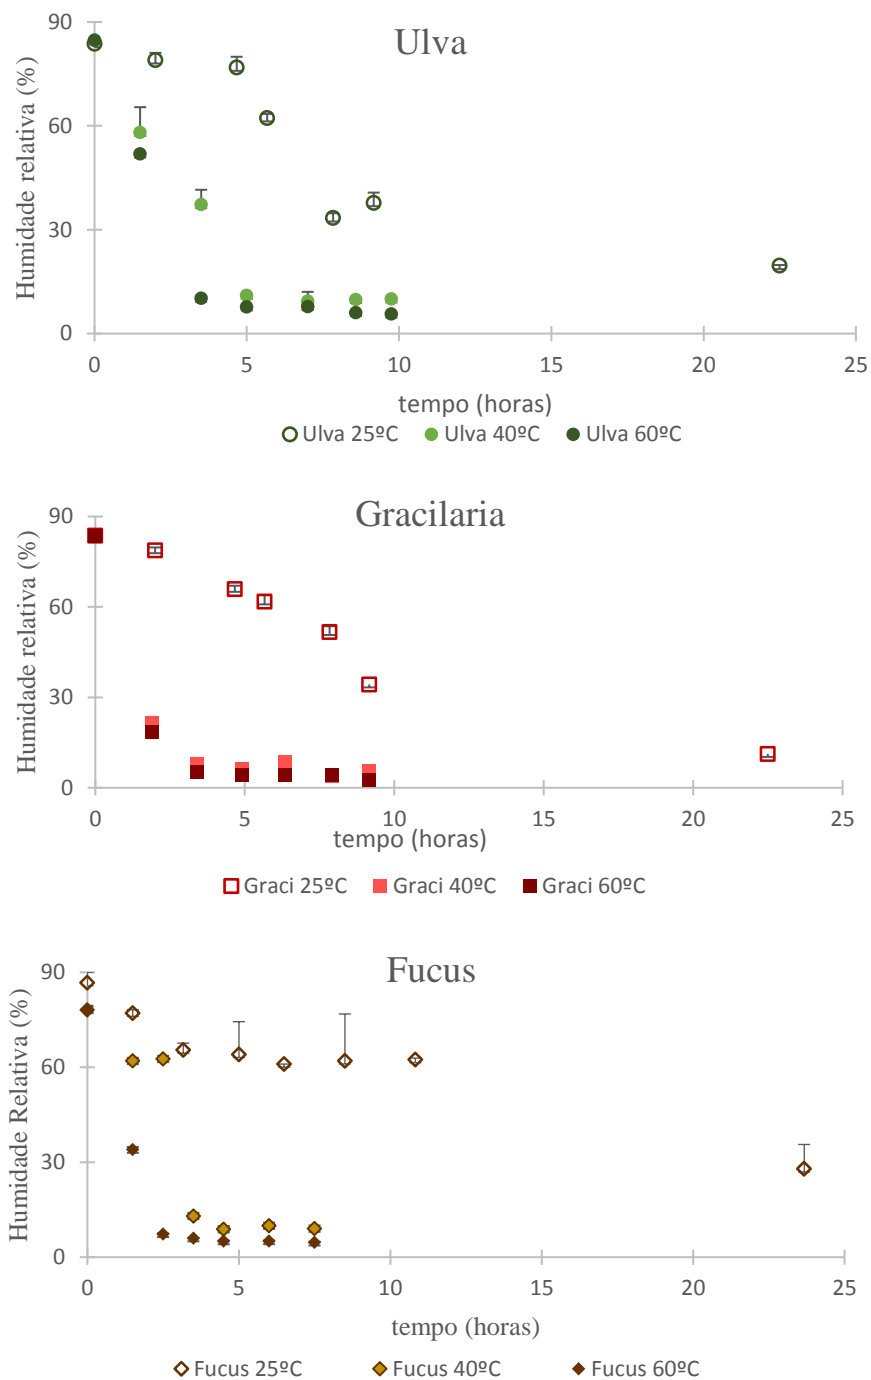 Ulva
Humidade relativa (%)
90
60
30
0
0 5 10 15 20 25
tempo (horas)
Ulva 25ºC Ulva 40ºC Ulva 60ºC
Gracilaria
Humidade relativa (%)
90
60
30
0
0 5 10 15 20 25
tempo (horas)
Graci 25ºC Graci 40ºC Graci 60ºC
Fucus
Humidade Relativa (%)
90
60
30
0
0 5 10 15 20 25
tempo (horas)
Fucus 25ºC Fucus 40ºC Fucus 60ºC